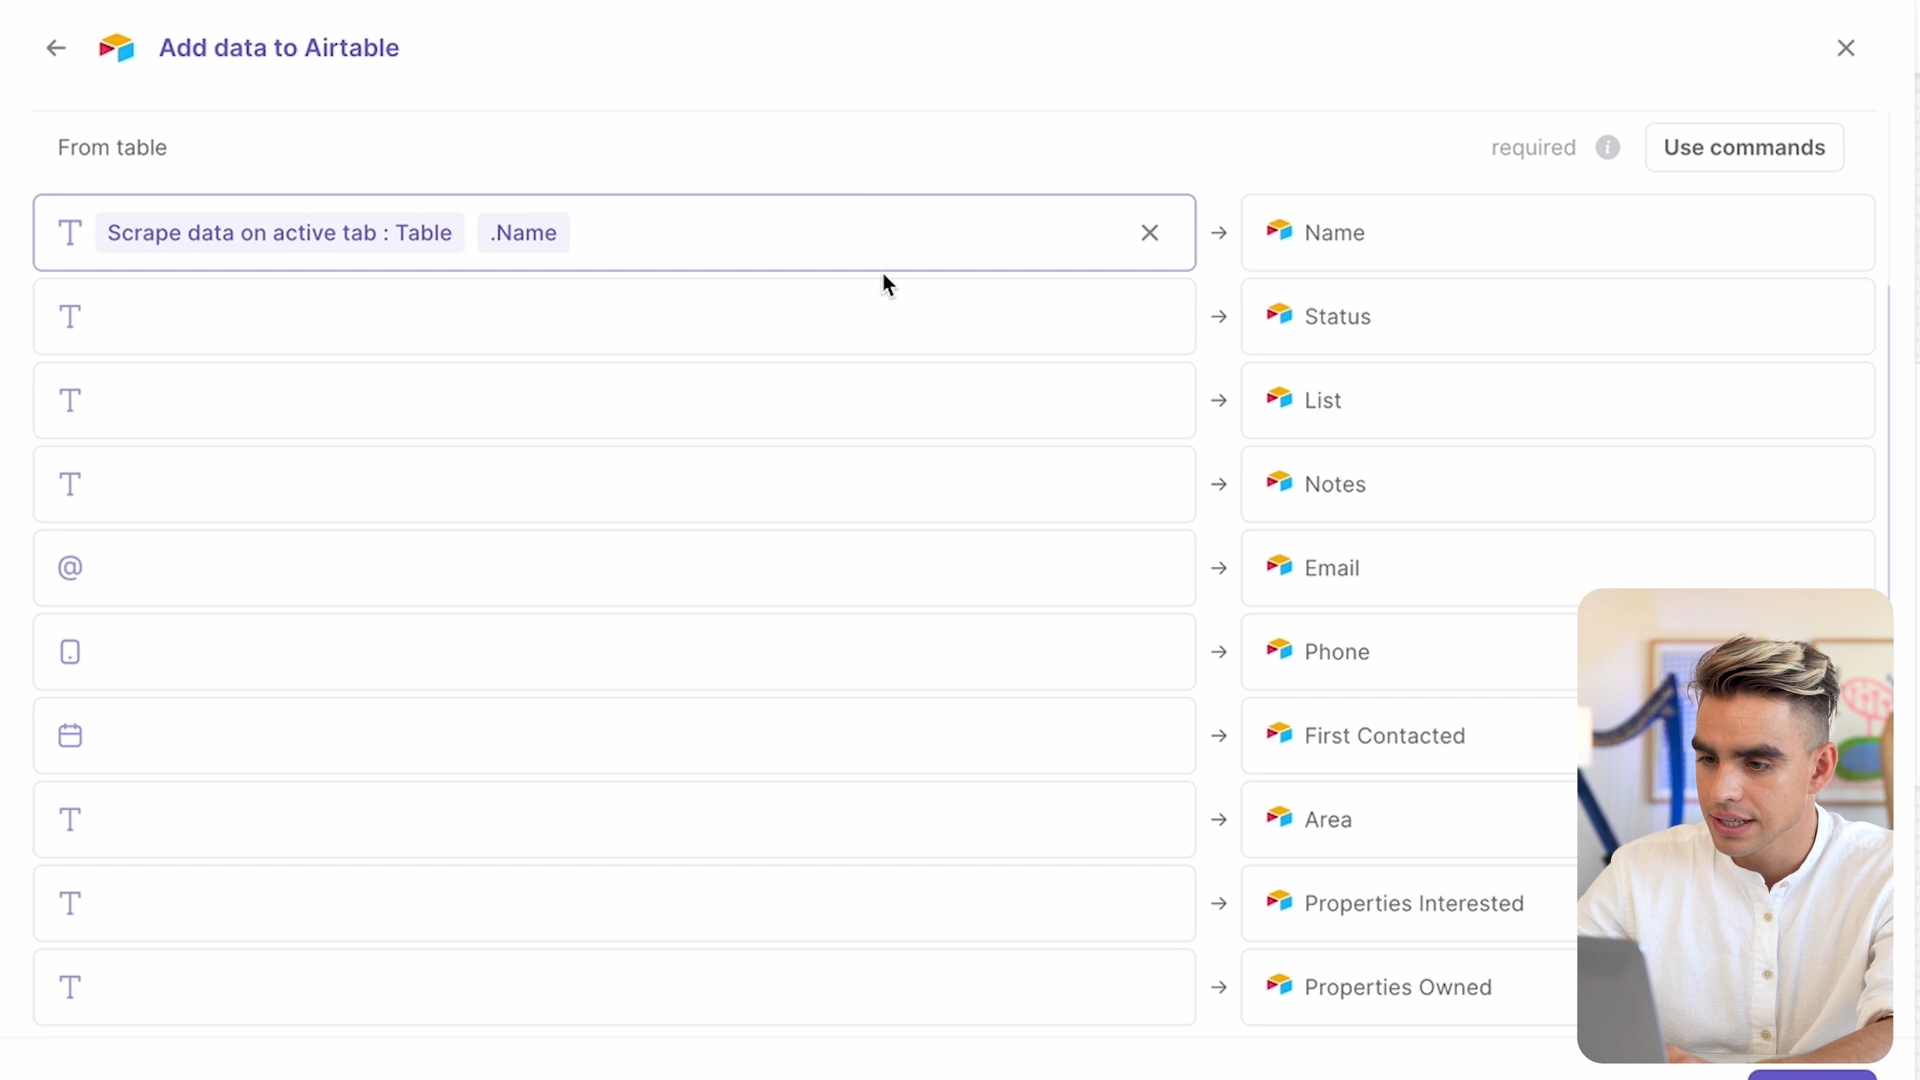 Add data to Airtable
From table
required
Use commands
Scrape data on active tab : Table .Name
Name
Status
List
Notes
Email
Phone
First Contacted
Area
Properties Interested
Properties Owned